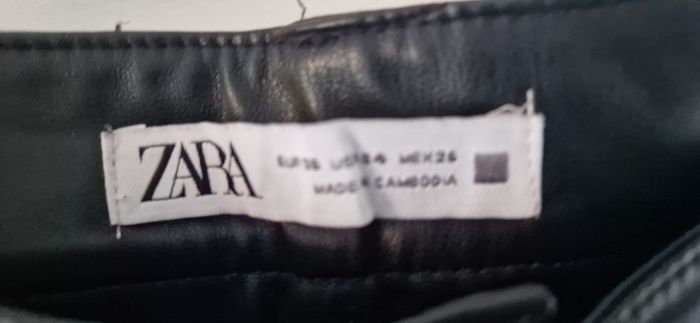 ZARA
EUR 36 USA 4 MEX 26
MADE IN CAMBODIA